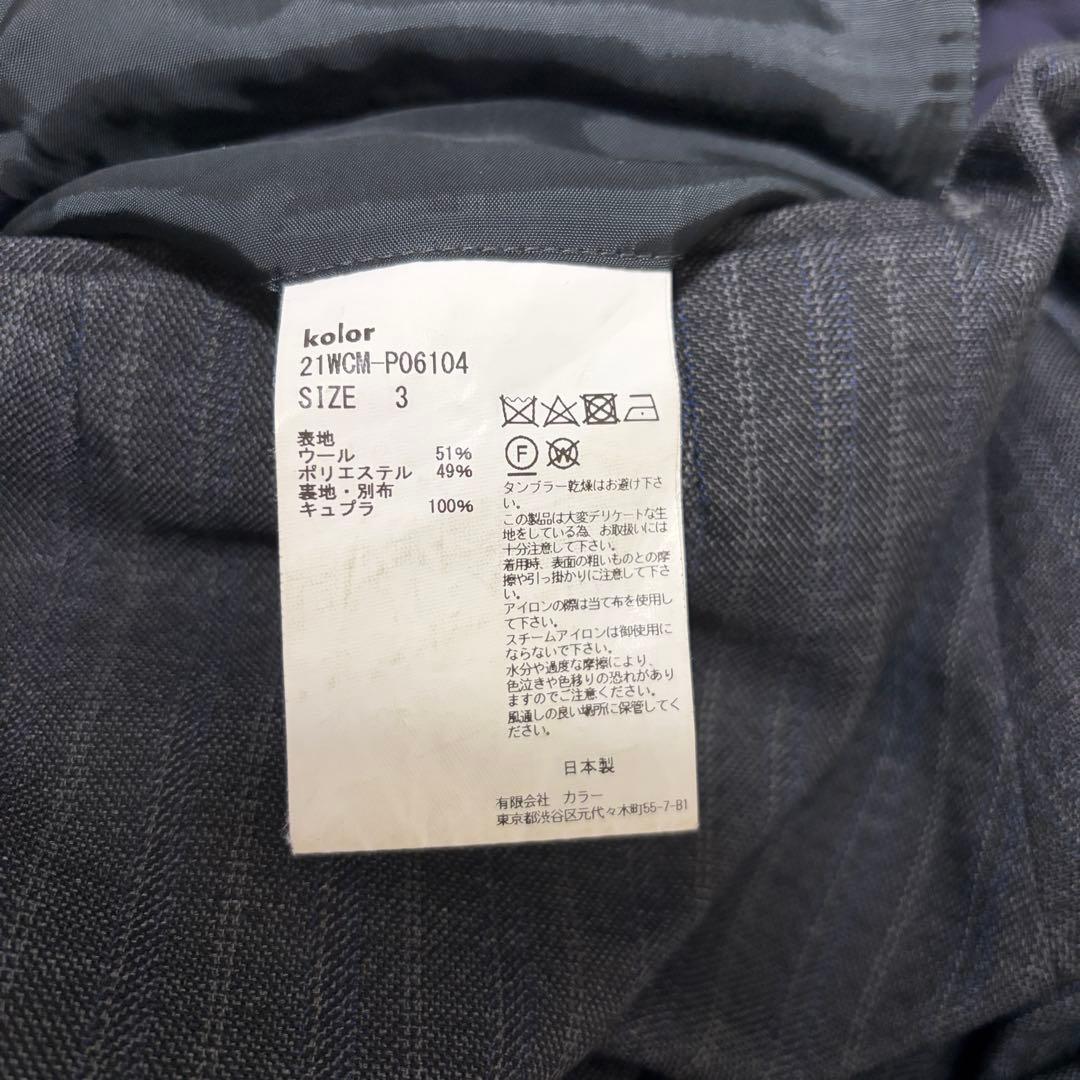 kolor
21WCM-P06104
SIZE 3
表地
ウール 51%
ポリエステル 49%
裏地・別布
キュプラ 100%
F
W
タンブラー乾燥はお避け下さ
い。
この製品は大変デリケートな生
地をしている為、お取扱いには
十分注意して下さい。
着用時、表面の粗いものとの摩
擦や引っ掛かりに注意して下さ
い。
アイロンの際は当て布を使用し
て下さい。
スチームアイロンは御使用に
ならないで下さい。
水分や過度な摩擦により、
色泣きや色移りの恐れがあり
ますのでご注意ください。
風通しの良い場所に保管してく
ださい。
日本製
有限会社 カラー
東京都渋谷区元代々木町55-7-B1